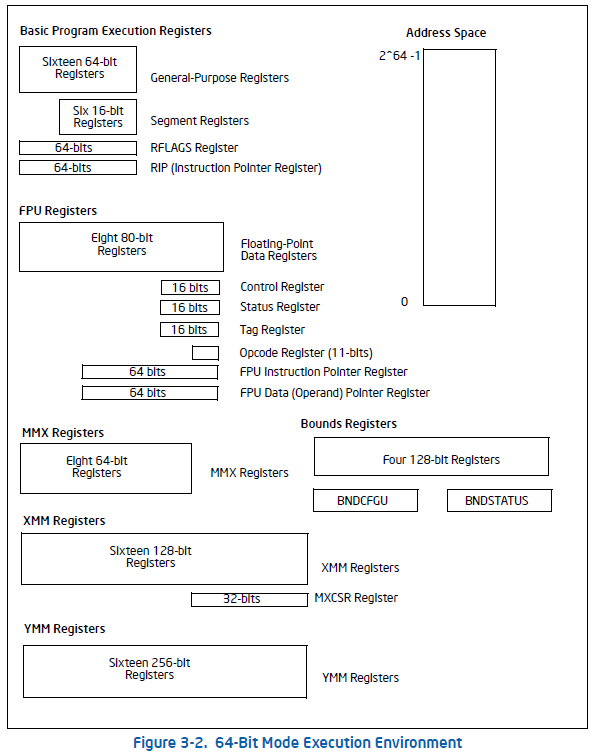 Basic Program Execution Registers
Address Space
2^64 -1
Sixteen 64-bit
Registers
General-Purpose Registers
Six 16-bit
Registers
Segment Registers
64-bits
RFLAGS Register
64-bits
RIP (Instruction Pointer Register)
FPU Registers
Eight 80-bit
Registers
Floating-Point
Data Registers
0
16 bits
Control Register
16 bits
Status Register
16 bits
Tag Register
Opcode Register (11-bits)
64 bits
FPU Instruction Pointer Register
64 bits
FPU Data (Operand) Pointer Register
MMX Registers
Eight 64-bit
Registers
MMX Registers
Bounds Registers
Four 128-bit Registers
BNDCFGU
BNDSTATUS
XMM Registers
Sixteen 128-bit
Registers
XMM Registers
32-bits
MXCSR Register
YMM Registers
Sixteen 256-bit
Registers
YMM Registers
Figure 3-2. 64-Bit Mode Execution Environment